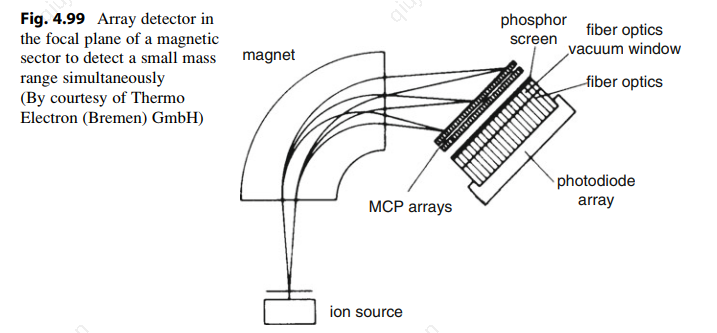 Fig. 4.99 Array detector in
the focal plane of a magnetic
sector to detect a small mass
range simultaneously
(By courtesy of Thermo
Electron (Bremen) GmbH)
magnet
phosphor
screen
fiber optics
vacuum window
fiber optics
MCP arrays
photodiode
array
ion source